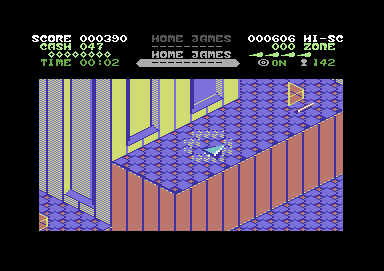 SCORE 000390 HOME JAMES 000606 HI-SC
CASH 047 000 ZONE
HOME JAMES
TIME 00:02 ON 142